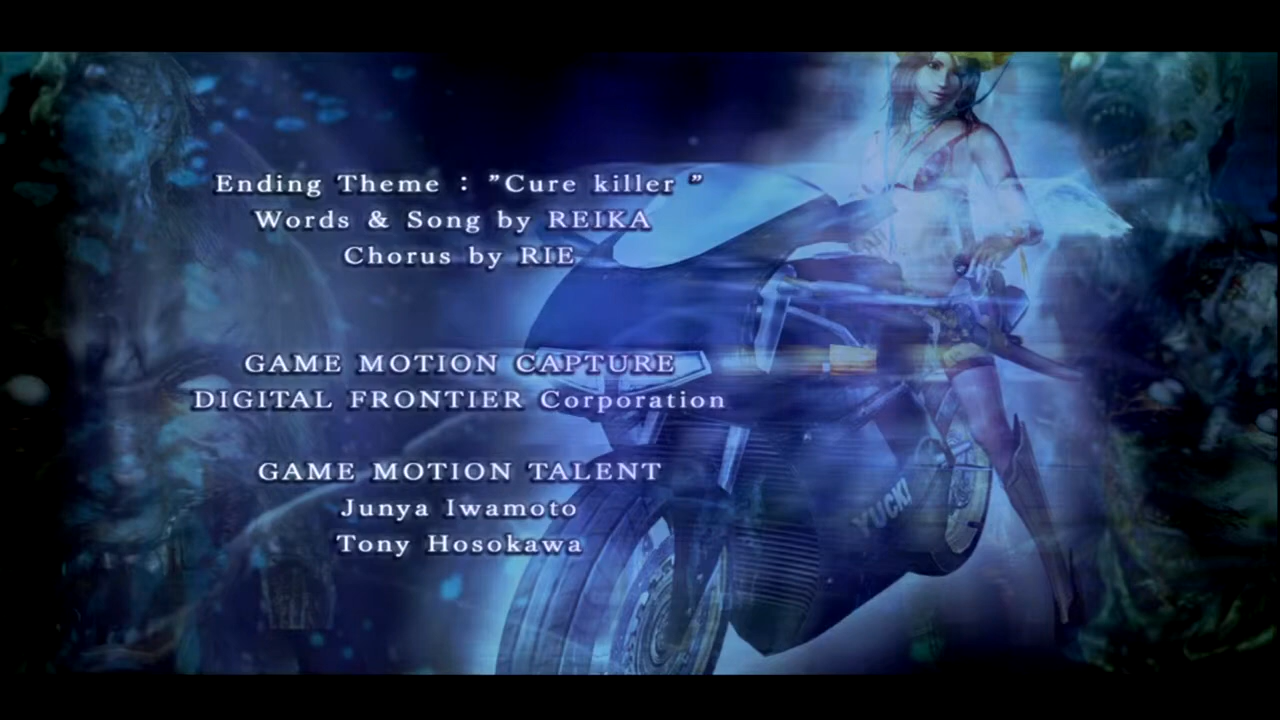 Ending Theme : "Cure killer "
Words & Song by REIKA
Chorus by RIE
GAME MOTION CAPTURE
DIGITAL FRONTIER Corporation
GAME MOTION TALENT
Junya Iwamoto
Tony Hosokawa
YUCKI